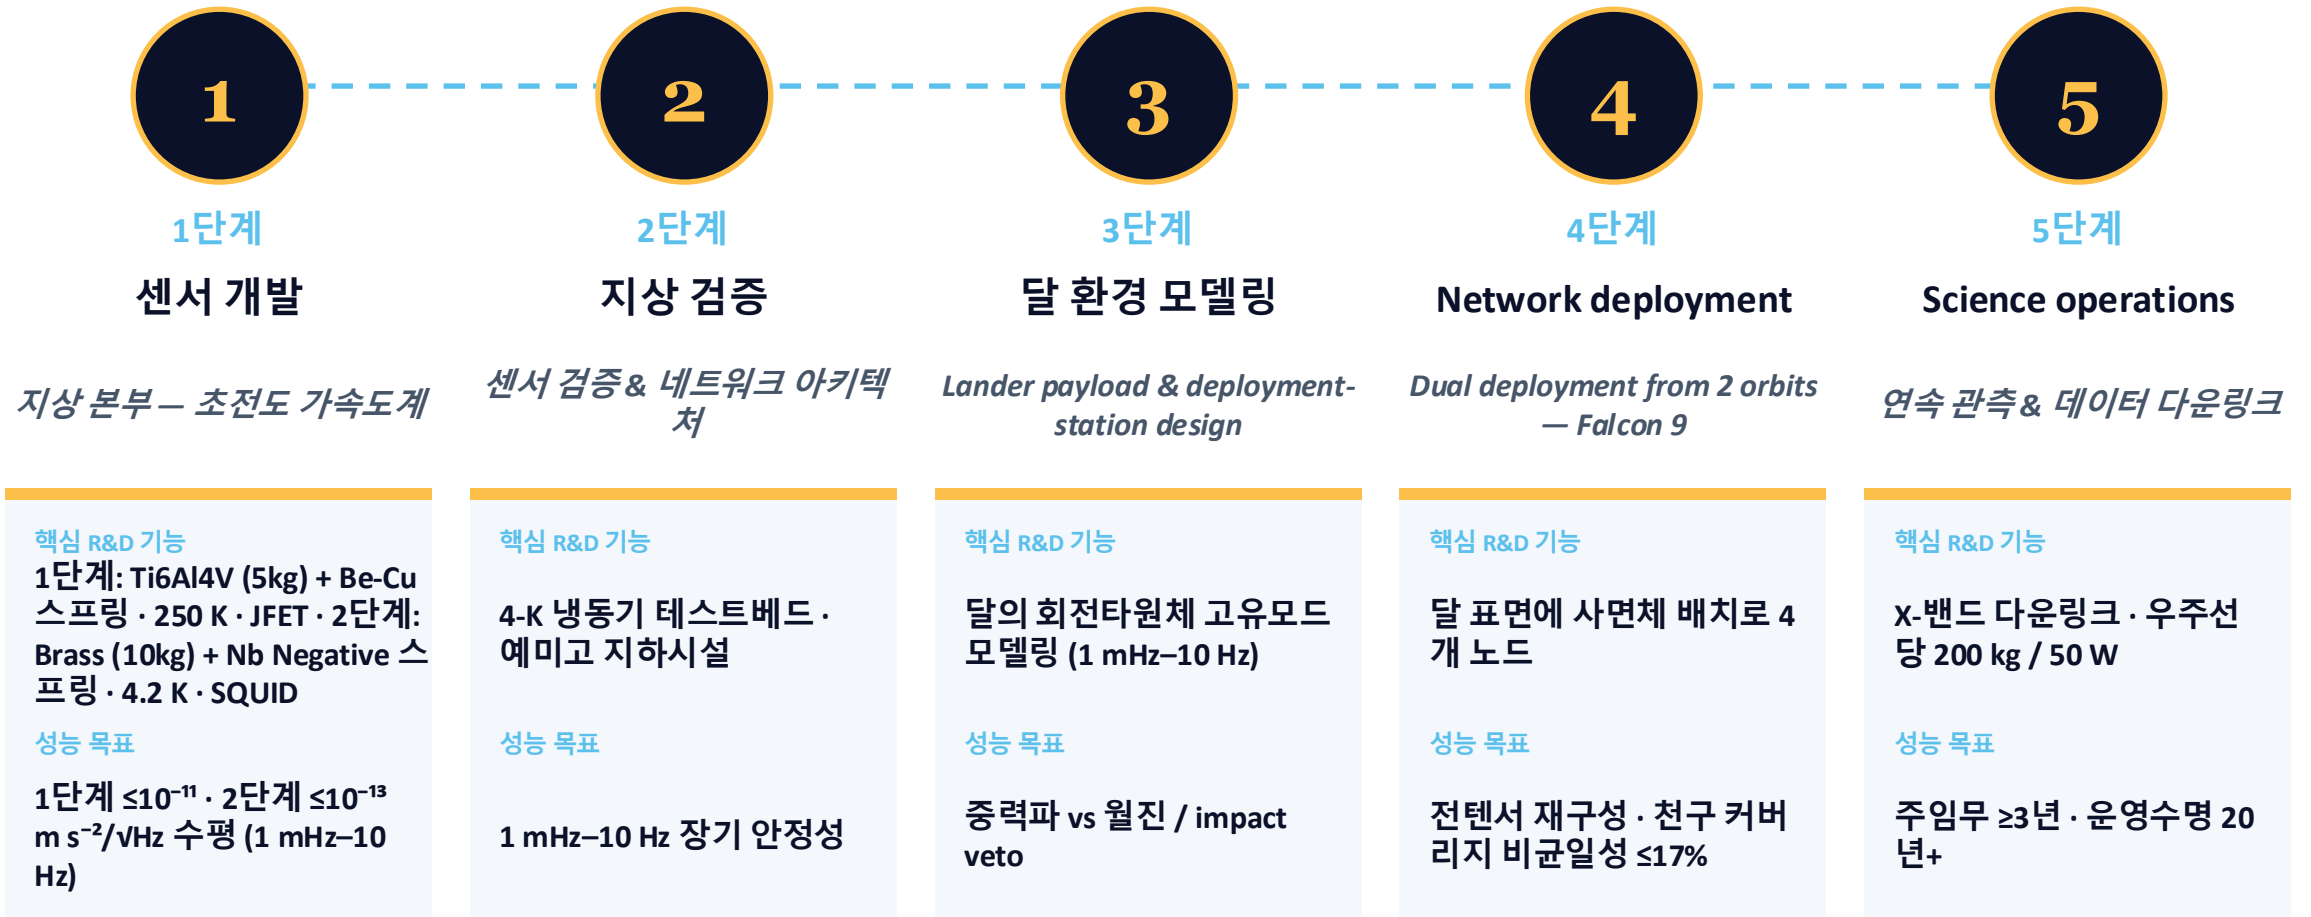 1
1단계
센서 개발
지상 본부 — 초전도 가속도계
핵심 R&D 기능
1단계: Ti6Al4V (5kg) + Be-Cu
스프링 · 250 K · JFET · 2단계:
Brass (10kg) + Nb Negative 스
프링 · 4.2 K · SQUID
성능 목표
1단계 ≤10⁻¹¹ · 2단계 ≤10⁻¹³
m s⁻²/√Hz 수평 (1 mHz–10
Hz)
2
2단계
지상 검증
센서 검증 & 네트워크 아키텍
처
핵심 R&D 기능
4-K 냉동기 테스트베드 ·
예미고 지하시설
성능 목표
1 mHz–10 Hz 장기 안정성
3
3단계
달 환경 모델링
Lander payload & deployment-
station design
핵심 R&D 기능
달의 회전타원체 고유모드
모델링 (1 mHz–10 Hz)
성능 목표
중력파 vs 월진 / impact
veto
4
4단계
Network deployment
Dual deployment from 2 orbits
— Falcon 9
핵심 R&D 기능
달 표면에 사면체 배치로 4
개 노드
성능 목표
전텐서 재구성 · 천구 커버
리지 비균일성 ≤17%
5
5단계
Science operations
연속 관측 & 데이터 다운링크
핵심 R&D 기능
X-밴드 다운링크 · 우주선
당 200 kg / 50 W
성능 목표
주임무 ≥3년 · 운영수명 20
년+